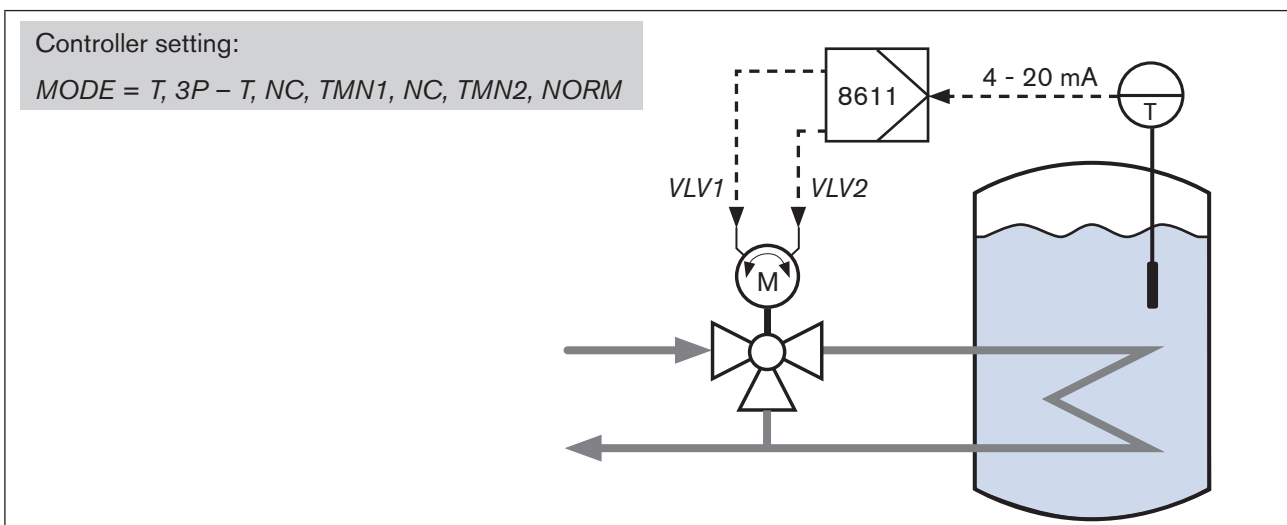 Controller setting:
MODE = T, 3P – T, NC, TMN1, NC, TMN2, NORM
8611
4 - 20 mA
T
VLV1
VLV2
M